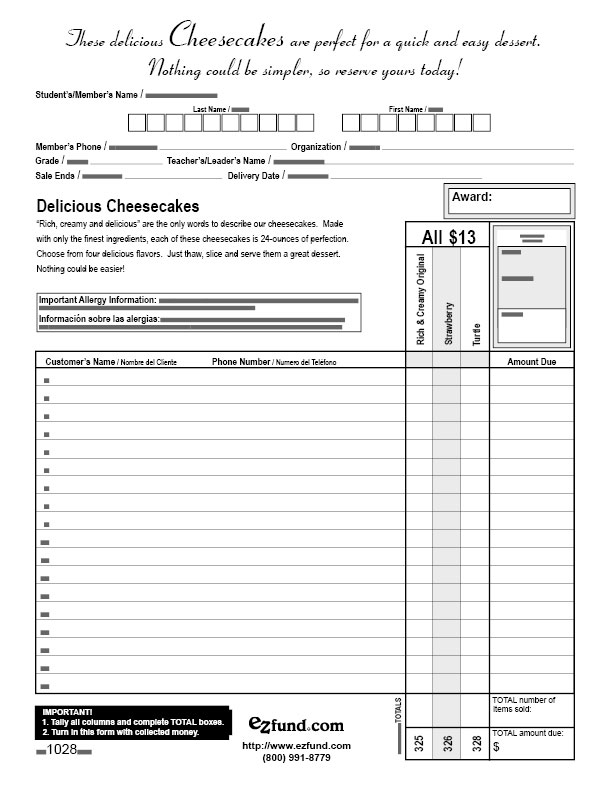 These delicious Cheesecakes are perfect for a quick and easy dessert.
Nothing could be simpler, so reserve yours today!
Student's/Member's Name /
Last Name /
First Name /
Member's Phone /
Organization /
Grade /
Teacher's/Leader's Name /
Sale Ends /
Delivery Date /
Award:
Delicious Cheesecakes
"Rich, creamy and delicious" are the only words to describe our cheesecakes. Made
with only the finest ingredients, each of these cheesecakes is 24-ounces of perfection.
Choose from four delicious flavors. Just thaw, slice and serve them a great dessert.
Nothing could be easier!
All $13
Rich & Creamy Original
Strawberry
Turtle
Important Allergy Information:
Información sobre las alergias:
Customer's Name / Nombre del Cliente
Phone Number / Numero del Teléfono
Amount Due
IMPORTANT!
1. Tally all columns and complete TOTAL boxes.
2. Turn in this form with collected money.
1028
ezfund.com
http://www.ezfund.com
(800) 991-8779
TOTALS
325
326
328
TOTAL number of
items sold:
TOTAL amount due:
$